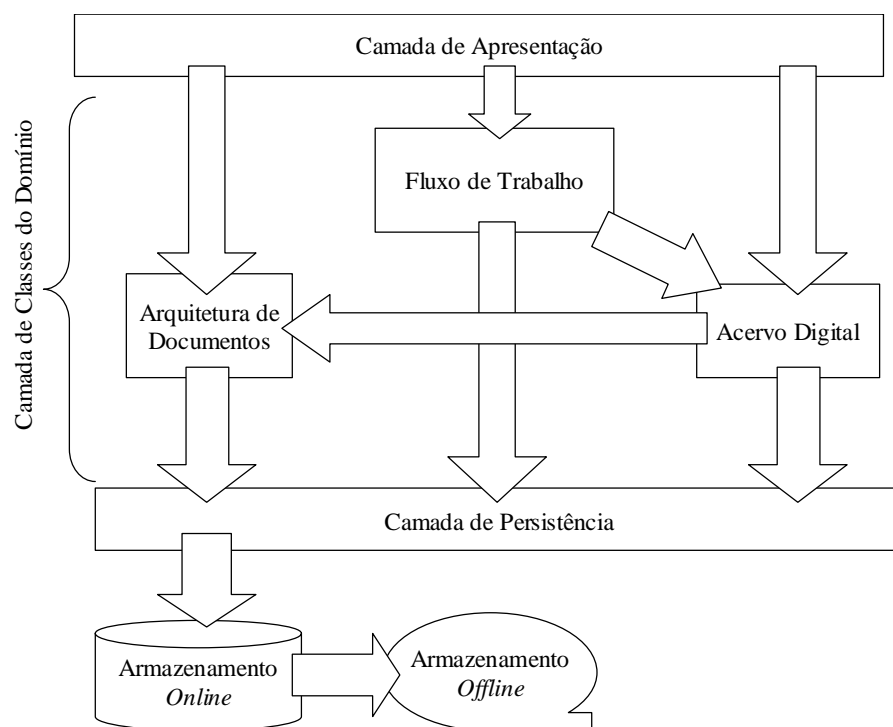 Camada de Apresentação
Camada de Classes do Domínio
Fluxo de Trabalho
Arquitetura de
Documentos
Acervo Digital
Camada de Persistência
Armazenamento
Online
Armazenamento
Offline